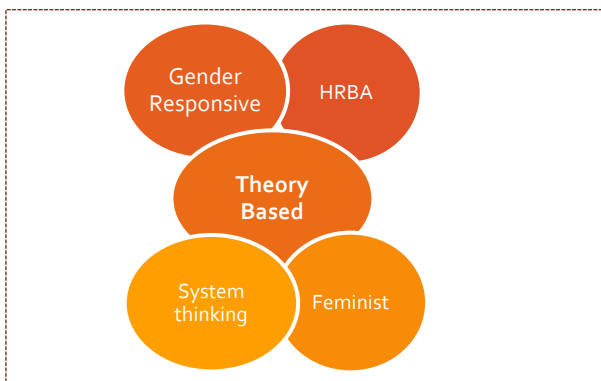 Gender
Responsive
HRBA
Theory
Based
System
thinking
Feminist